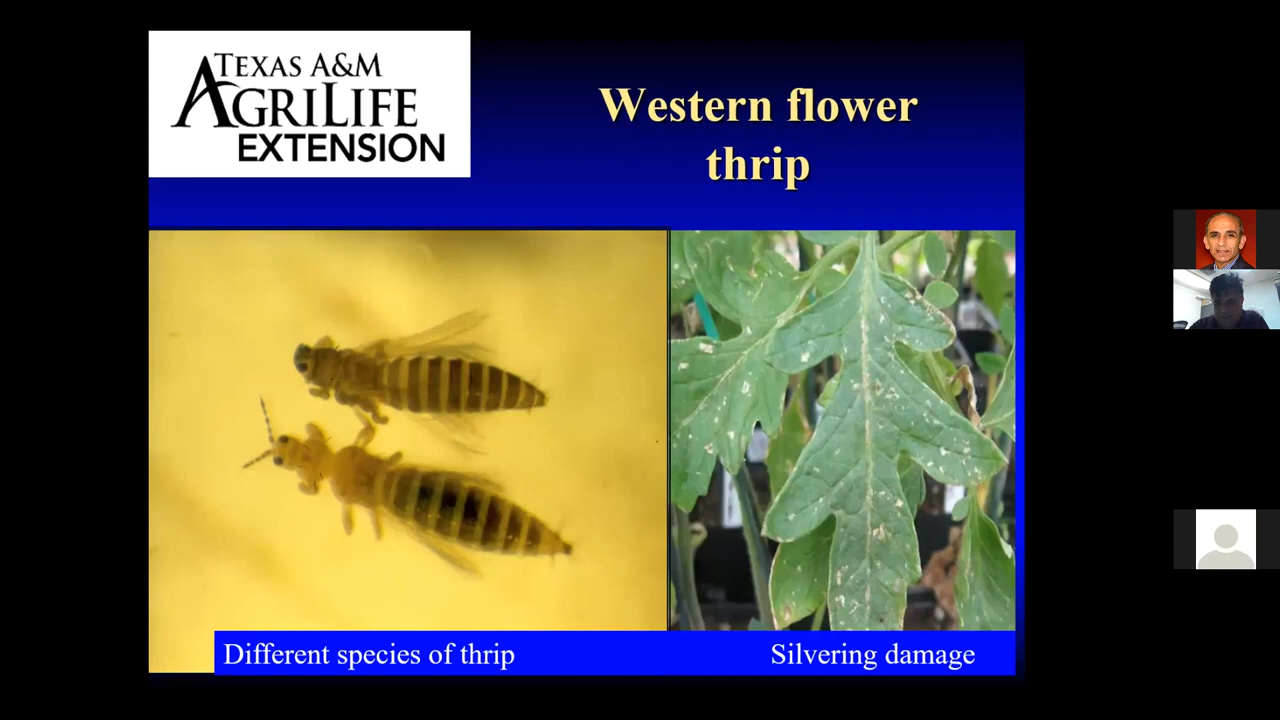 TEXAS A&M
AGRILIFE
EXTENSION
Western flower
thrip
Different species of thrip
Silvering damage